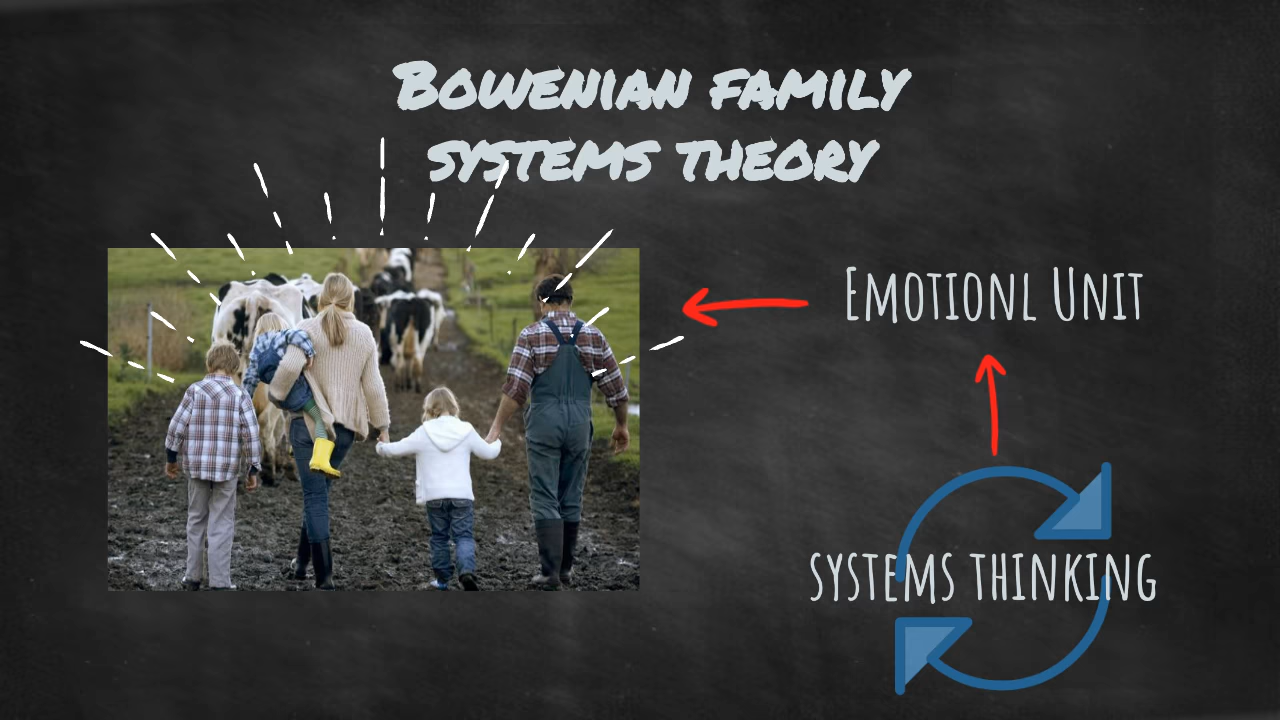 Bowenian family
systems theory
Emotionl Unit
systems thinking